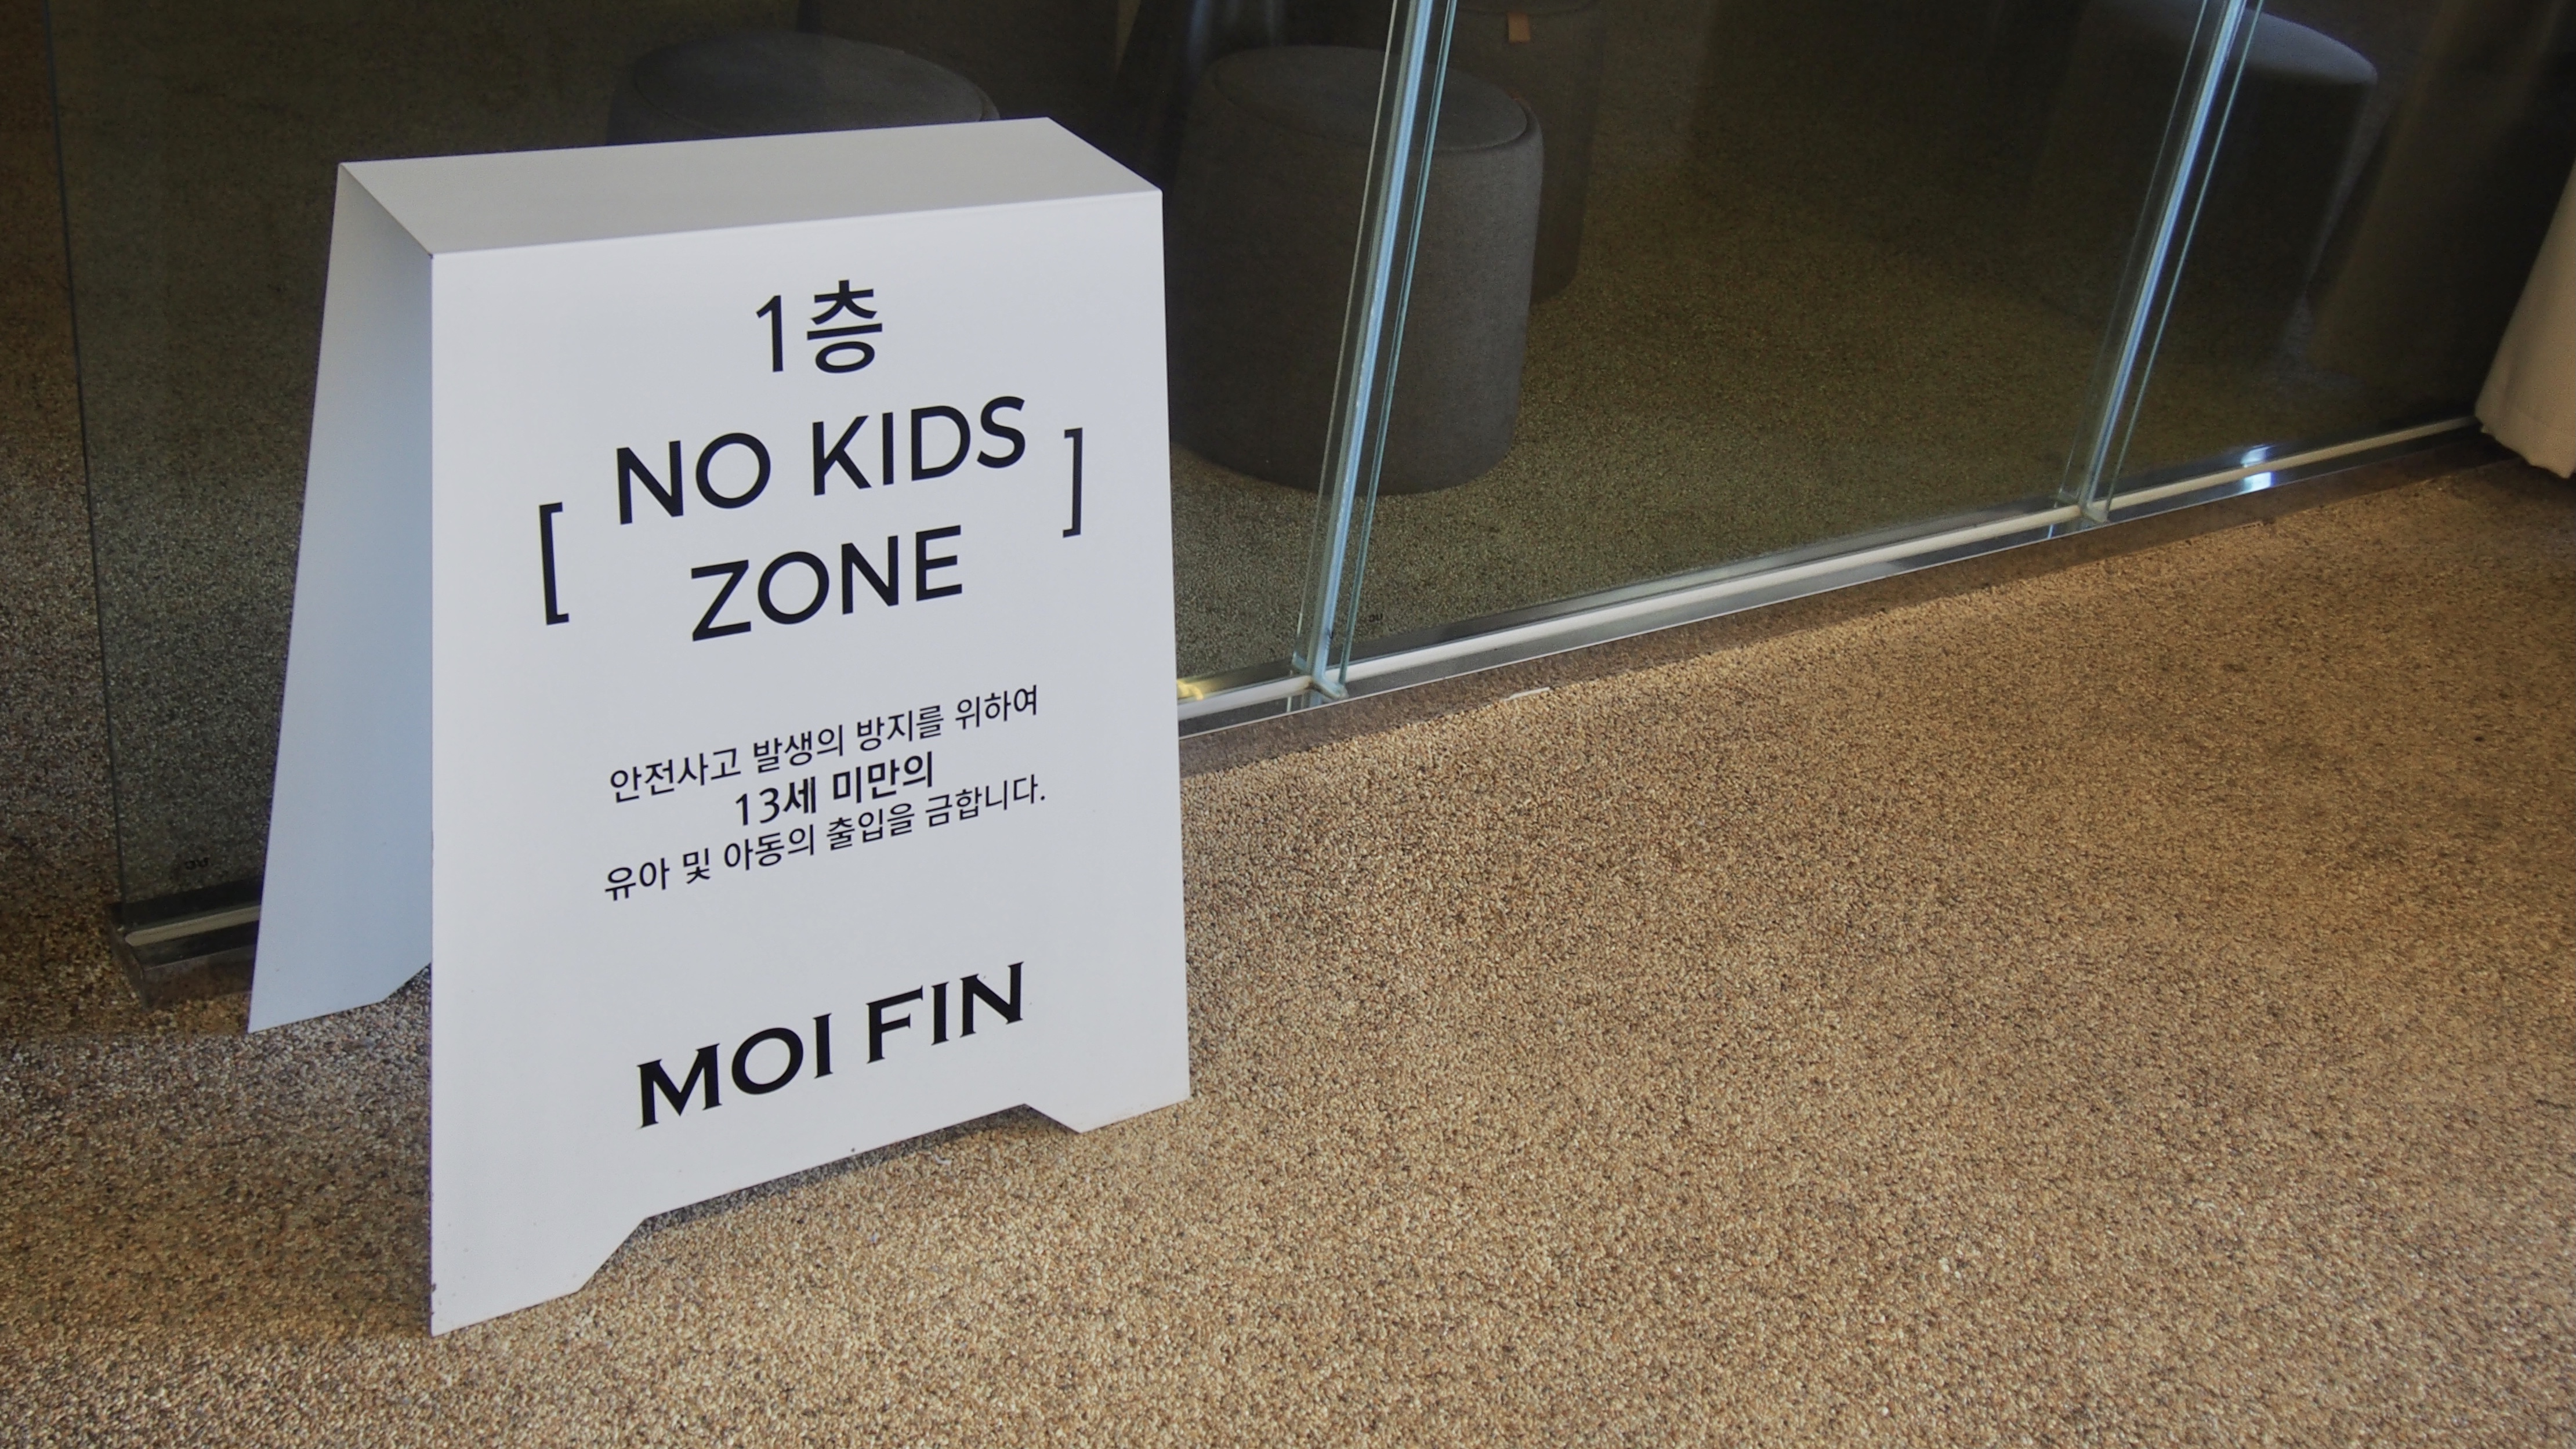 1층
[ NO KIDS
ZONE ]
안전사고 발생의 방지를 위하여
13세 미만의
유아 및 아동의 출입을 금합니다.
MOI FIN